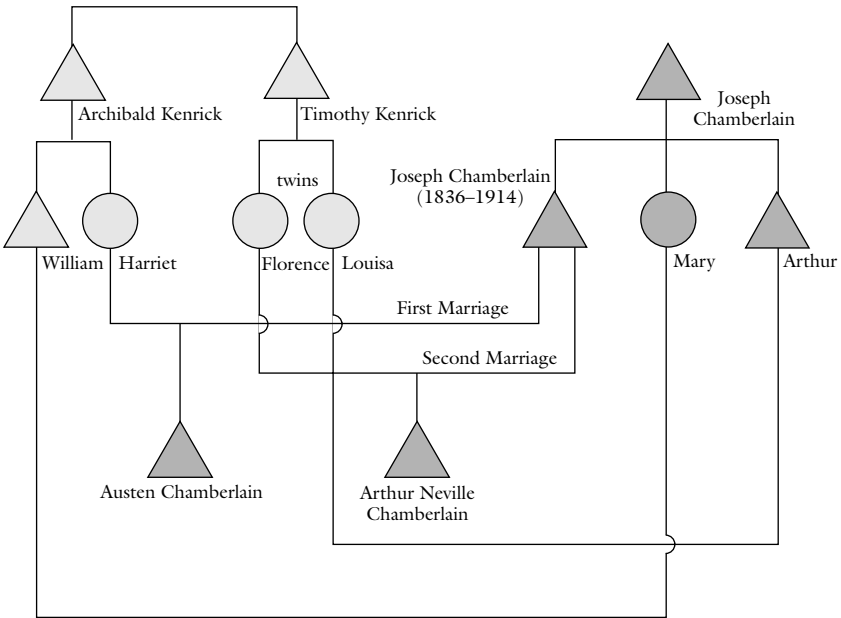 Archibald Kenrick
Timothy Kenrick
Joseph
Chamberlain
twins
Joseph Chamberlain
(1836–1914)
William
Harriet
Florence
Louisa
Mary
Arthur
First Marriage
Second Marriage
Austen Chamberlain
Arthur Neville
Chamberlain